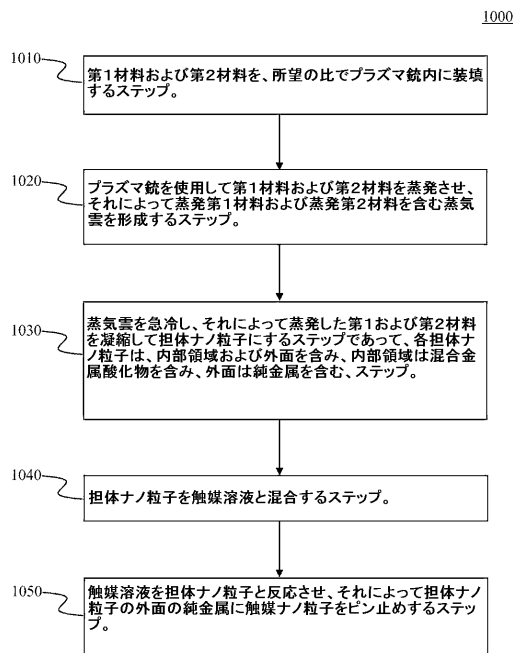 1000
1010
第1材料および第2材料を、所望の比でプラズマ銃内に装填
するステップ。
1020
プラズマ銃を使用して第1材料および第2材料を蒸発させ、
それによって蒸発第1材料および蒸発第2材料を含む蒸気
雲を形成するステップ。
1030
蒸気雲を急冷し、それによって蒸発した第1および第2材料
を凝縮して担体ナノ粒子にするステップであって、各担体ナ
ノ粒子は、内部領域および外面を含み、内部領域は混合金
属酸化物を含み、外面は純金属を含む、ステップ。
1040
担体ナノ粒子を触媒溶液と混合するステップ。
1050
触媒溶液を担体ナノ粒子と反応させ、それによって担体ナノ
粒子の外面の純金属に触媒ナノ粒子をピン止めするステッ
プ。